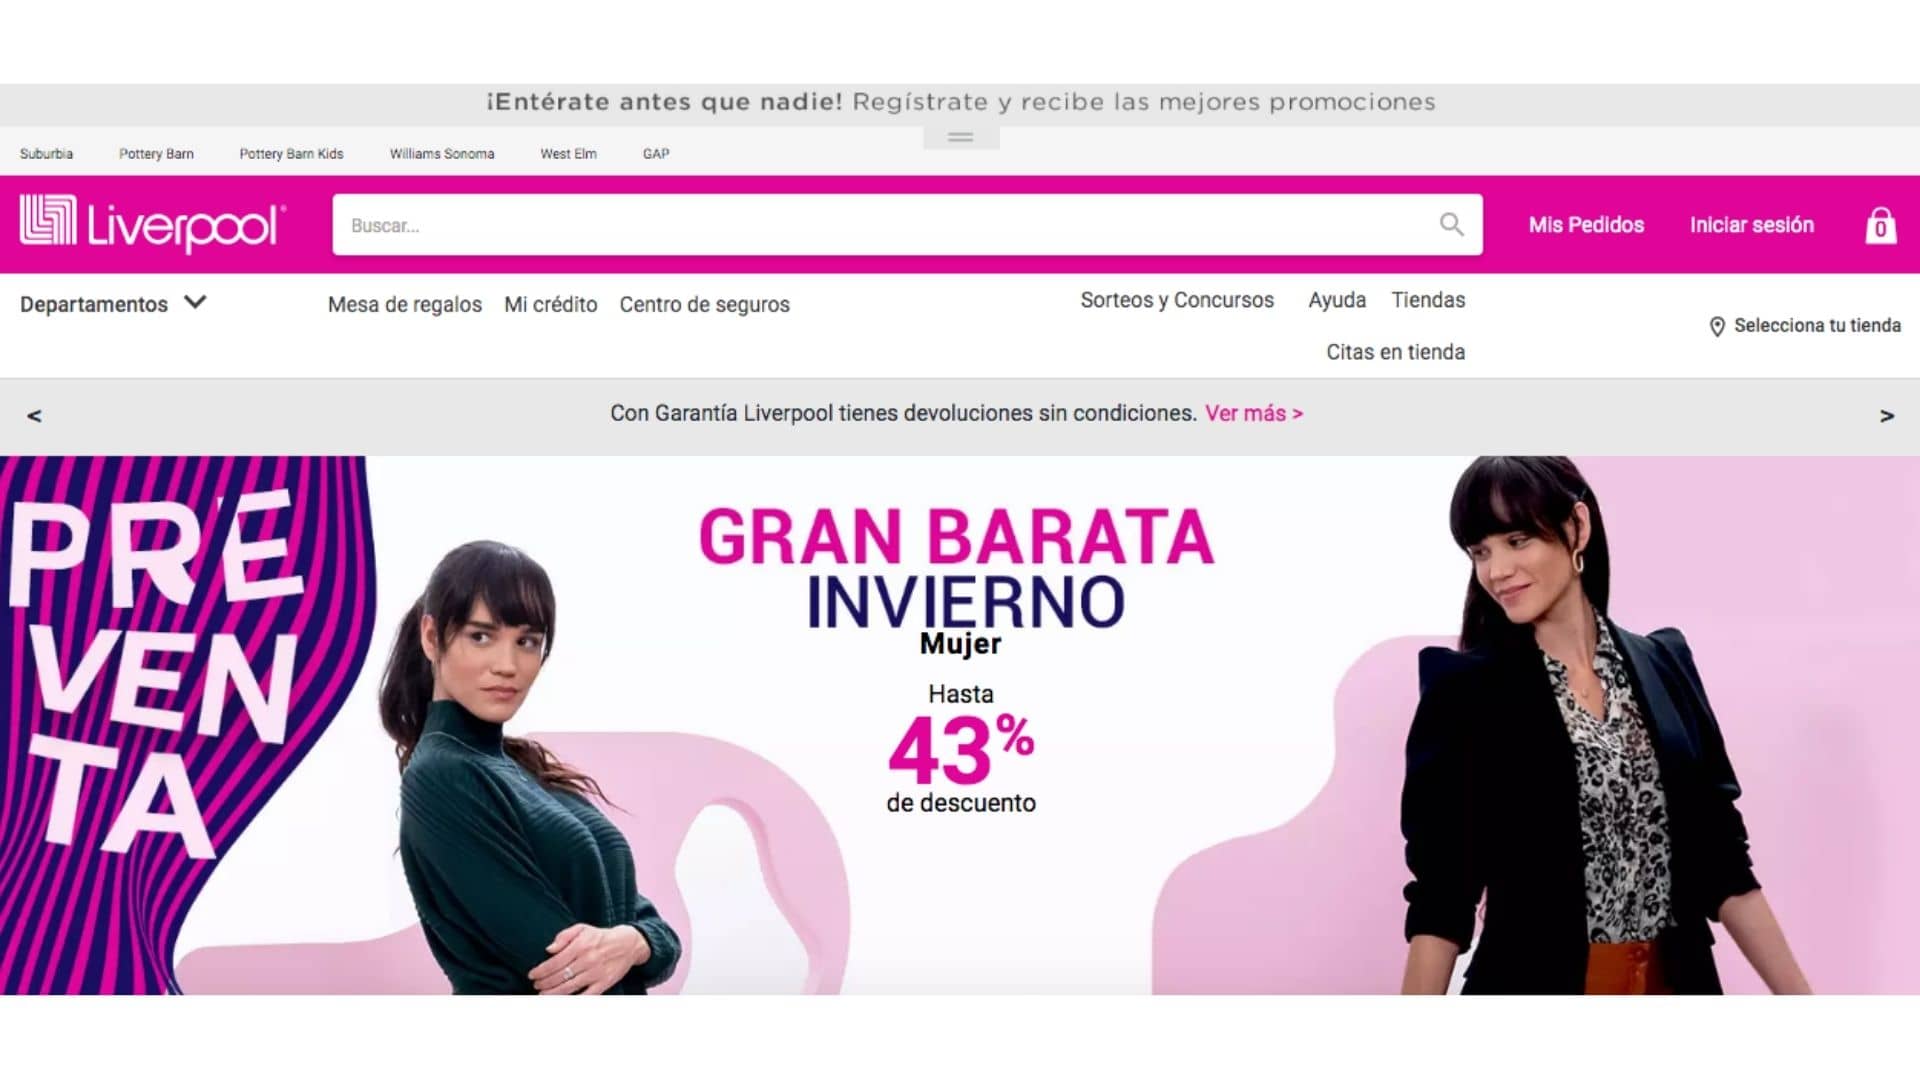 ¡Entérate antes que nadie! Regístrate y recibe las mejores promociones
Suburbia Pottery Barn Pottery Barn Kids Williams Sonoma West Elm GAP
Liverpool® Buscar... Mis Pedidos Iniciar sesión 0
Departamentos Mesa de regalos Mi crédito Centro de seguros Sorteos y Concursos Ayuda Tiendas
Citas en tienda
Selecciona tu tienda
< Con Garantía Liverpool tienes devoluciones sin condiciones. Ver más > >
PRE
VEN
TA
GRAN BARATA
INVIERNO
Mujer
Hasta
43%
de descuento